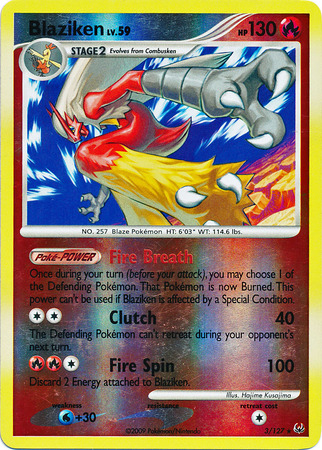 Blaziken LV.59 HP 130
STAGE2 Evolves from Combusken
NO. 257 Blaze Pokémon HT: 6'03" WT: 114.6 lbs.
Poké-POWER Fire Breath
Once during your turn (before your attack), you may choose 1 of
the Defending Pokémon. That Pokémon is now Burned. This
power can't be used if Blaziken is affected by a Special Condition.
Clutch 40
The Defending Pokémon can't retreat during your opponent's
next turn.
Fire Spin 100
Discard 2 Energy attached to Blaziken.
Illus. Hajime Kusajima
weakness resistance retreat cost
+30
©2009 Pokémon/Nintendo 3/127